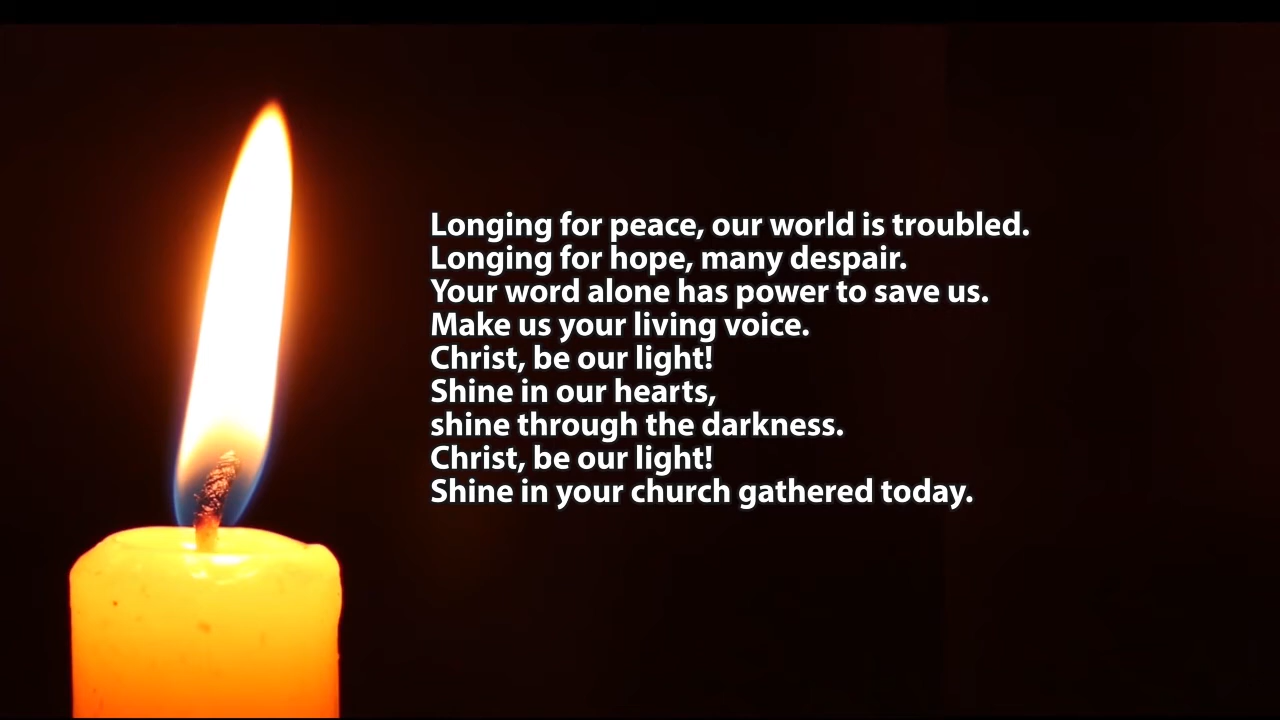 Longing for peace, our world is troubled.
Longing for hope, many despair.
Your word alone has power to save us.
Make us your living voice.
Christ, be our light!
Shine in our hearts,
shine through the darkness.
Christ, be our light!
Shine in your church gathered today.